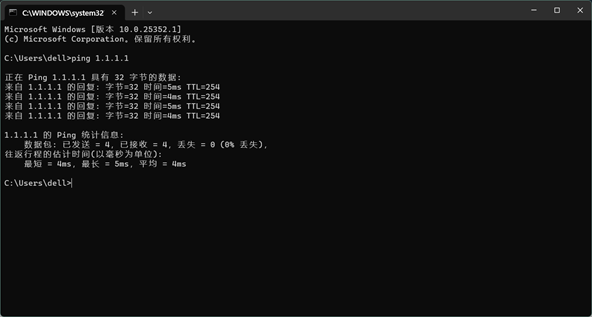 C:\WINDOWS\system32
Microsoft Windows [版本 10.0.25352.1]
(c) Microsoft Corporation。保留所有权利。
C:\Users\dell>ping 1.1.1.1
正在 Ping 1.1.1.1 具有 32 字节的数据:
来自 1.1.1.1 的回复: 字节=32 时间=5ms TTL=254
来自 1.1.1.1 的回复: 字节=32 时间=4ms TTL=254
来自 1.1.1.1 的回复: 字节=32 时间=5ms TTL=254
来自 1.1.1.1 的回复: 字节=32 时间=4ms TTL=254
1.1.1.1 的 Ping 统计信息:
数据包: 已发送 = 4，已接收 = 4，丢失 = 0 (0% 丢失)，
往返行程的估计时间(以毫秒为单位):
最短 = 4ms，最长 = 5ms，平均 = 4ms
C:\Users\dell>